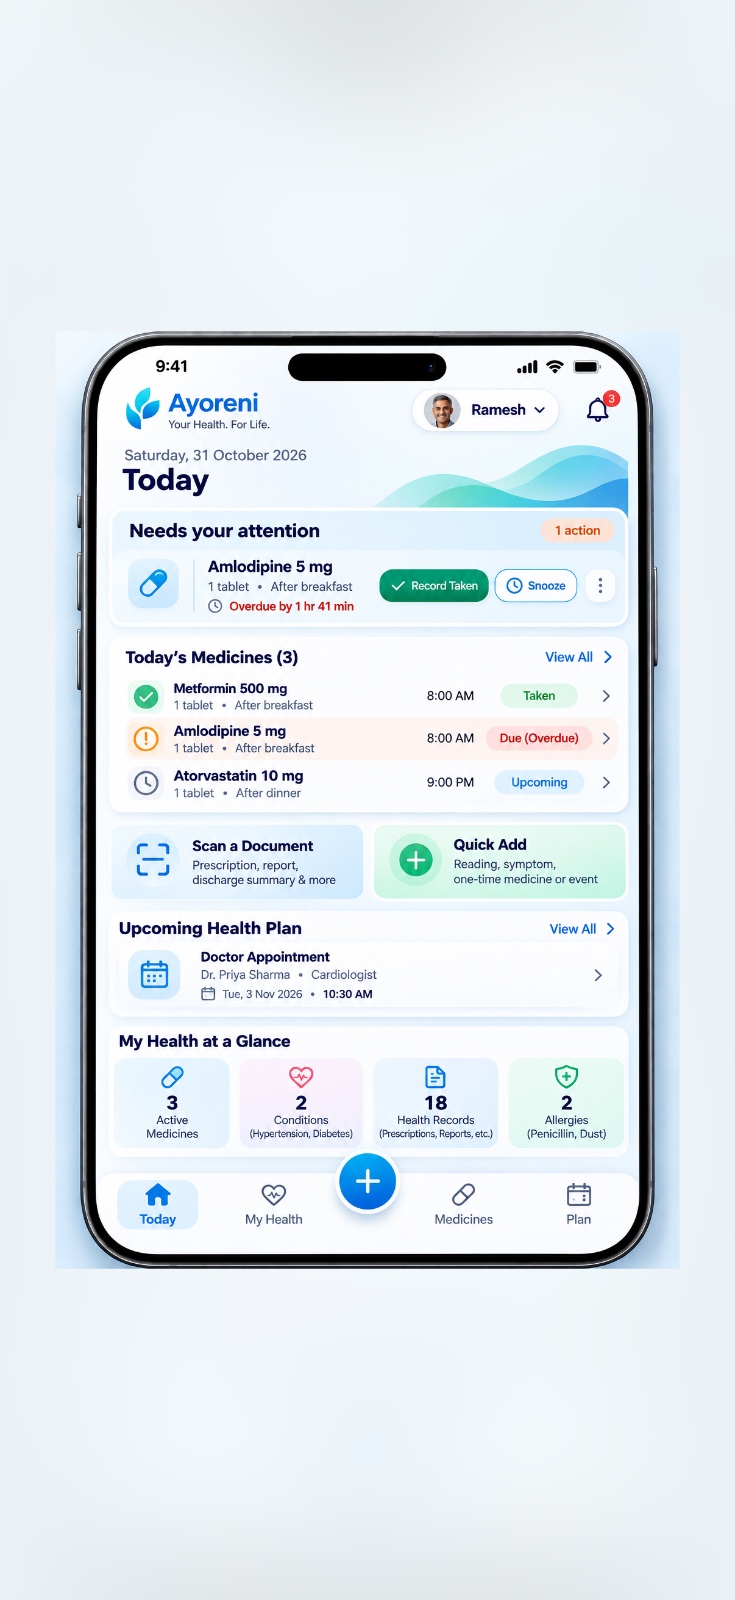 9:41
Ayoreni
Your Health. For Life.
Ramesh
3
Saturday, 31 October 2026
Today
Needs your attention
1 action
Amlodipine 5 mg
1 tablet • After breakfast
Overdue by 1 hr 41 min
Record Taken
Snooze
Today's Medicines (3)
View All
Metformin 500 mg
1 tablet • After breakfast
8:00 AM
Taken
Amlodipine 5 mg
1 tablet • After breakfast
8:00 AM
Due (Overdue)
Atorvastatin 10 mg
1 tablet • After dinner
9:00 PM
Upcoming
Scan a Document
Prescription, report,
discharge summary & more
Quick Add
Reading, symptom,
one-time medicine or event
Upcoming Health Plan
View All
Doctor Appointment
Dr. Priya Sharma • Cardiologist
Tue, 3 Nov 2026 • 10:30 AM
My Health at a Glance
3
Active
Medicines
2
Conditions
(Hypertension, Diabetes)
18
Health Records
(Prescriptions, Reports, etc.)
2
Allergies
(Penicillin, Dust)
Today
My Health
Medicines
Plan